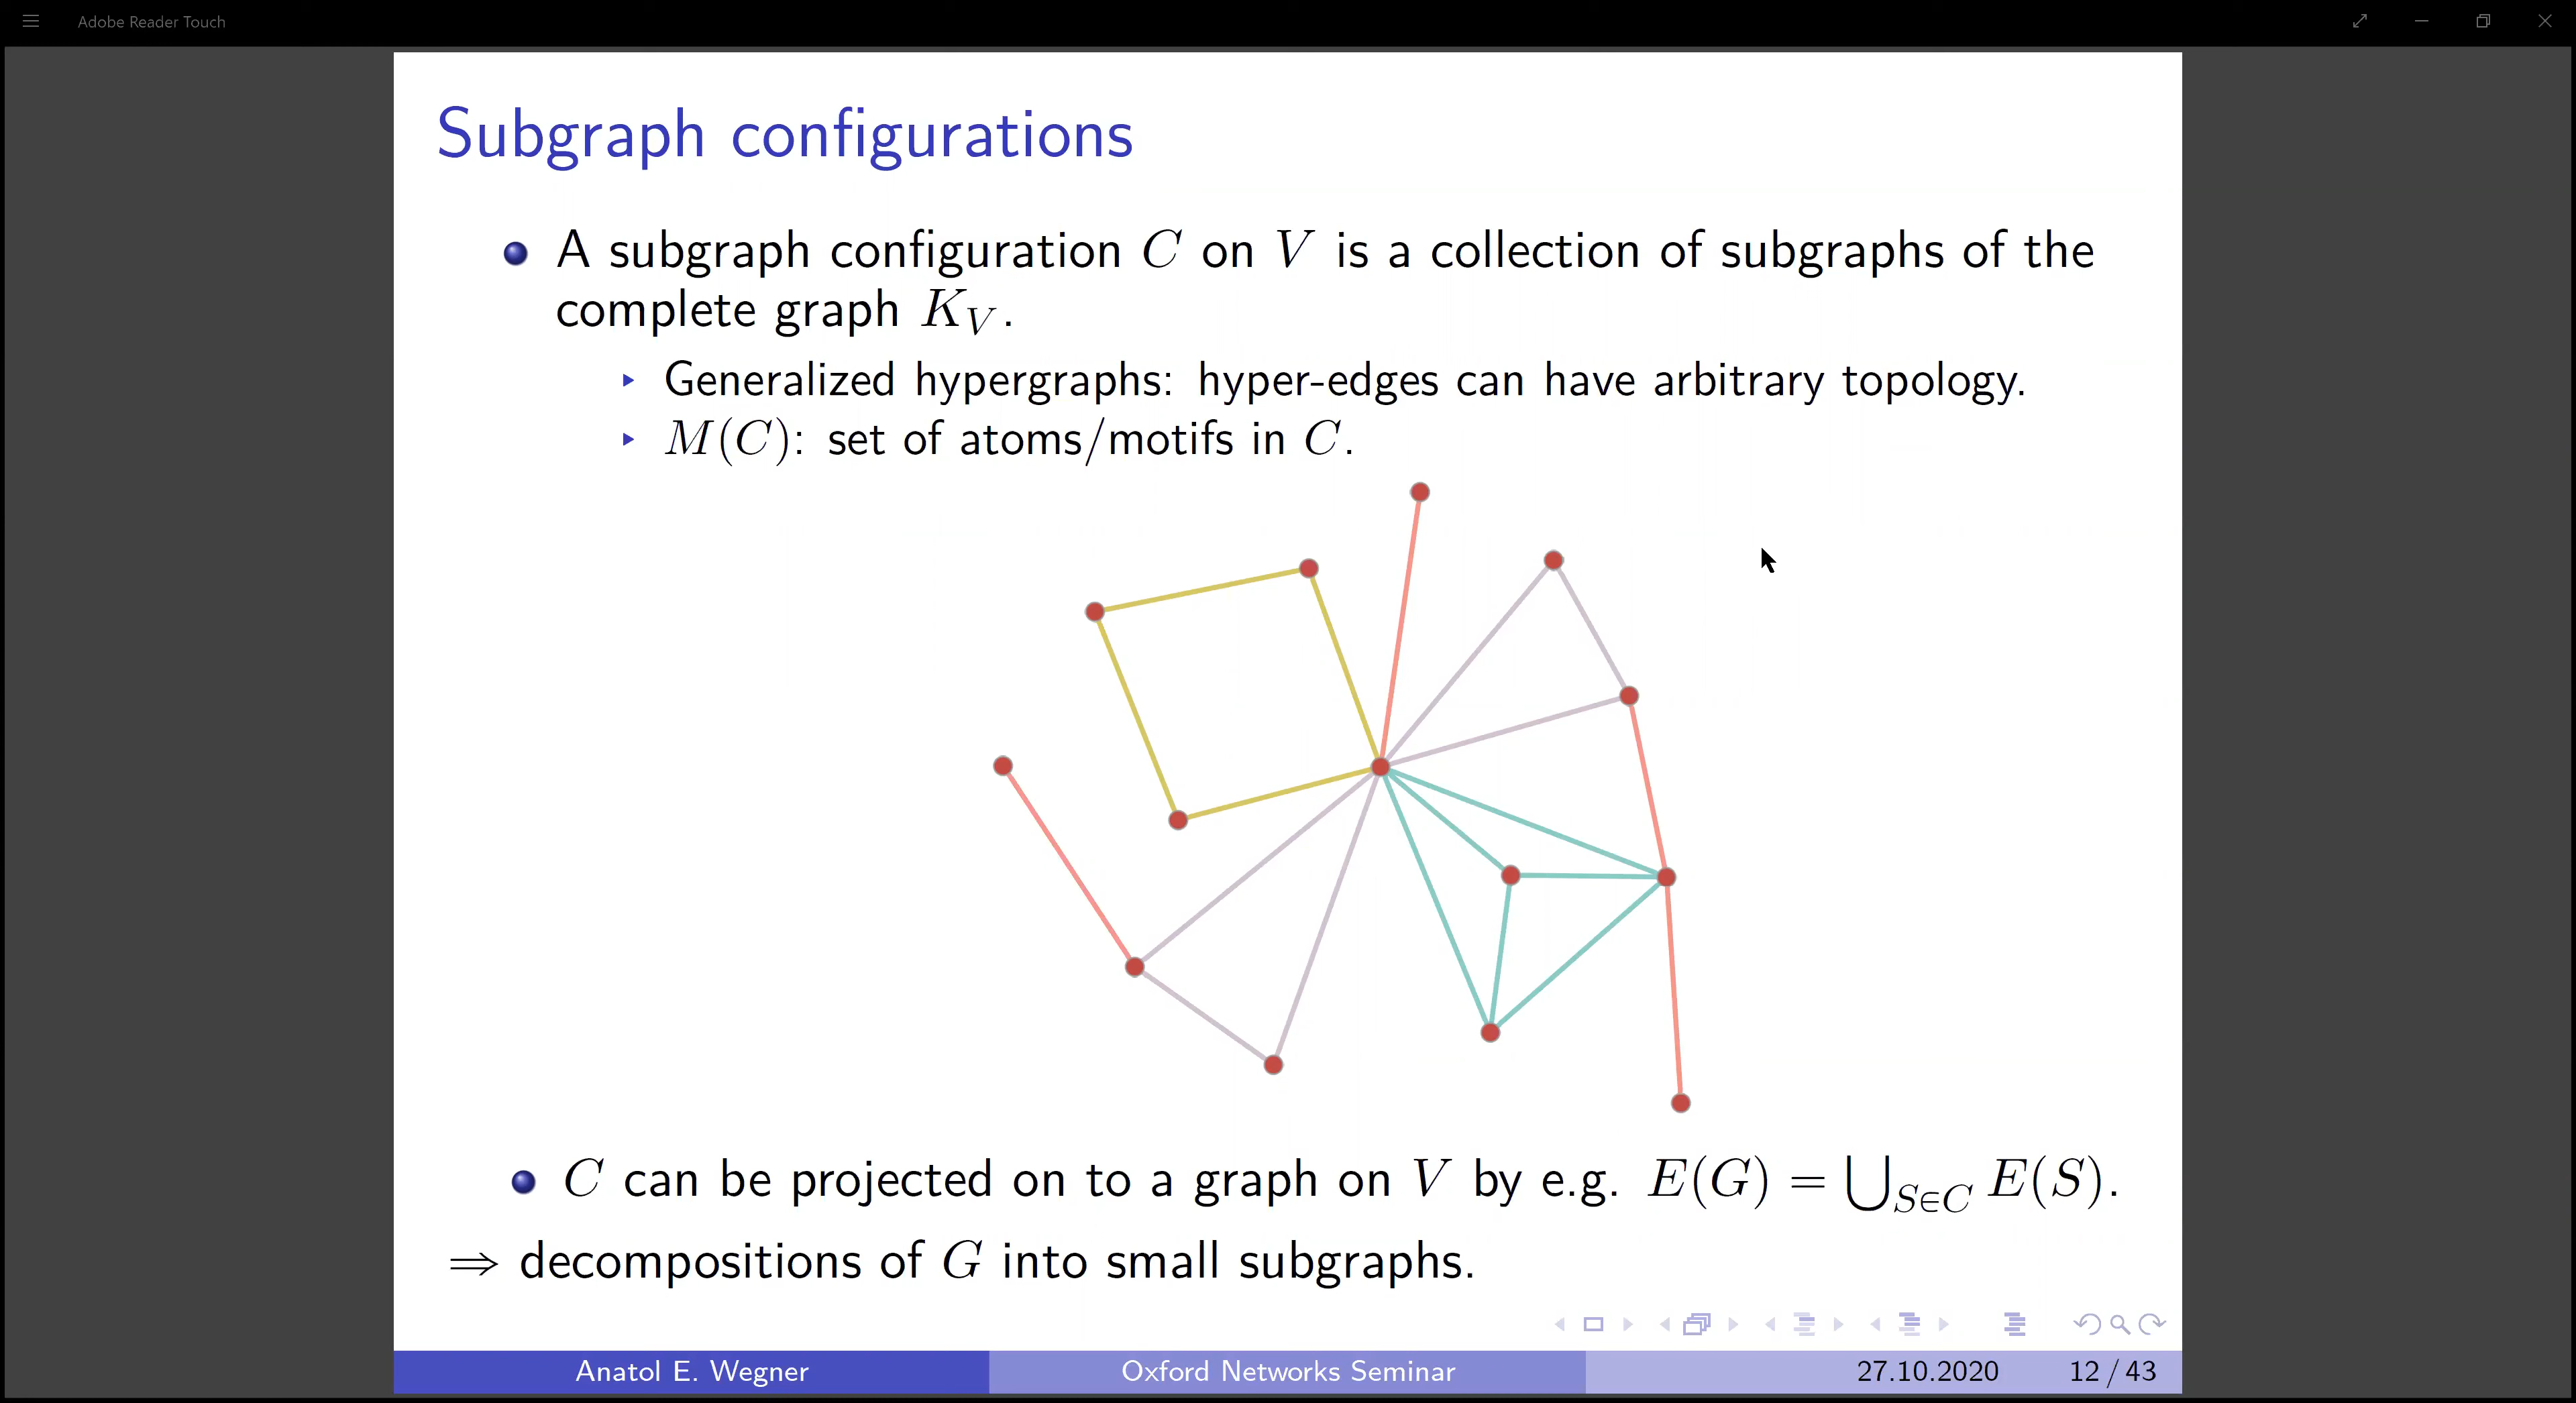 Adobe Reader Touch
Subgraph configurations
A subgraph configuration C on V is a collection of subgraphs of the
complete graph K_V.
Generalized hypergraphs: hyper-edges can have arbitrary topology.
M(C): set of atoms/motifs in C.
C can be projected on to a graph on V by e.g. E(G) = ⋃_{S∈C} E(S).
⇒ decompositions of G into small subgraphs.
Anatol E. Wegner Oxford Networks Seminar 27.10.2020 12 / 43